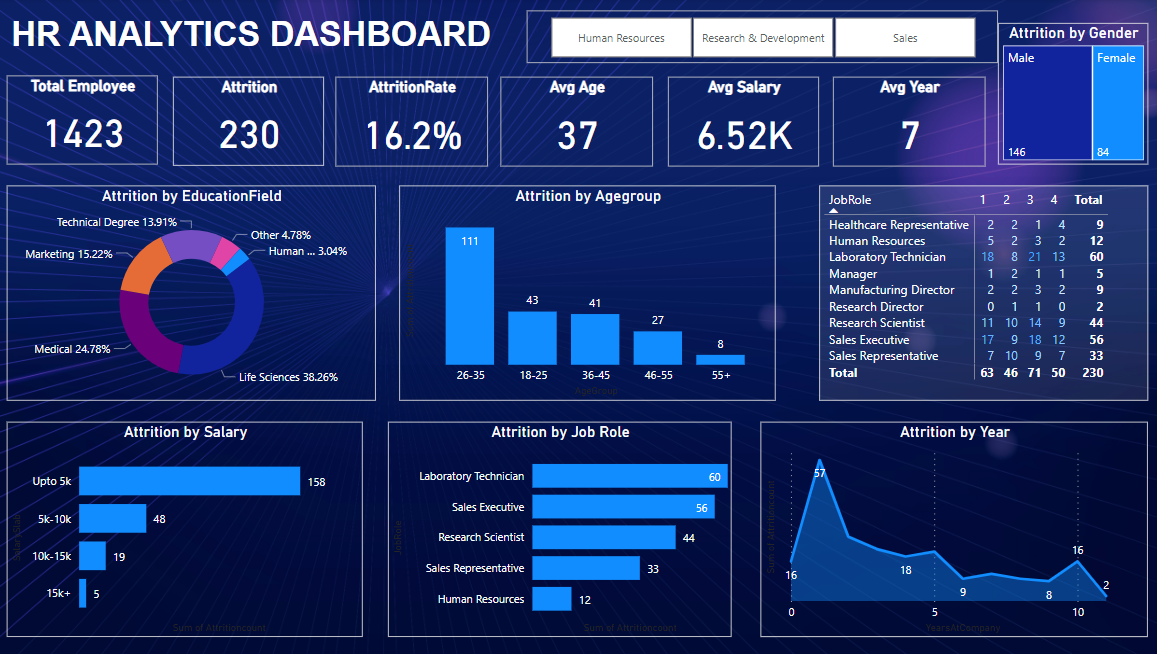 HR ANALYTICS DASHBOARD
Human Resources
Research & Development
Sales
Attrition by Gender
Male
Female
146
84
Total Employee
1423
Attrition
230
AttritionRate
16.2%
Avg Age
37
Avg Salary
6.52K
Avg Year
7
Attrition by EducationField
Technical Degree 13.91%
Other 4.78%
Human ... 3.04%
Marketing 15.22%
Medical 24.78%
Life Sciences 38.26%
Attrition by Agegroup
111
43
41
27
8
26-35
18-25
36-45
46-55
55+
AgeGroup
JobRole 1 2 3 4 Total
Healthcare Representative 2 2 1 4 9
Human Resources 5 2 3 2 12
Laboratory Technician 18 8 21 13 60
Manager 1 2 1 1 5
Manufacturing Director 2 2 3 2 9
Research Director 0 1 1 0 2
Research Scientist 11 10 14 9 44
Sales Executive 17 9 18 12 56
Sales Representative 7 10 9 7 33
Total 63 46 71 50 230
Attrition by Salary
Upto 5k 158
5k-10k 48
10k-15k 19
15k+ 5
Sum of Attritioncount
Attrition by Job Role
JobRole
Laboratory Technician 60
Sales Executive 56
Research Scientist 44
Sales Representative 33
Human Resources 12
Sum of Attritioncount
Attrition by Year
Sum of Attritioncount
57
16
18
9
8
16
2
0
5
10
YearsAtCompany